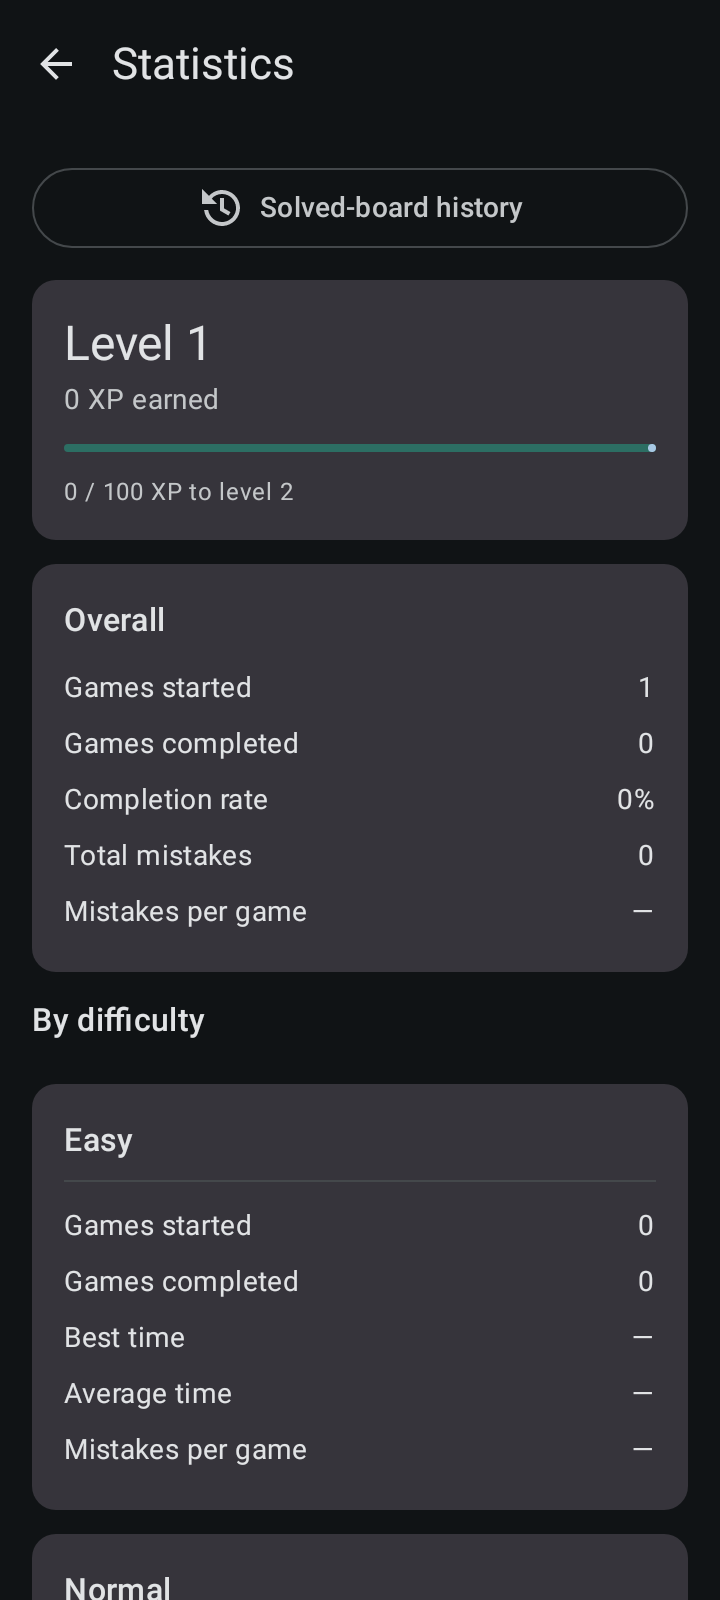 Statistics
Solved-board history
Level 1
0 XP earned
0 / 100 XP to level 2
Overall
Games started 1
Games completed 0
Completion rate 0%
Total mistakes 0
Mistakes per game —
By difficulty
Easy
Games started 0
Games completed 0
Best time —
Average time —
Mistakes per game —
Normal